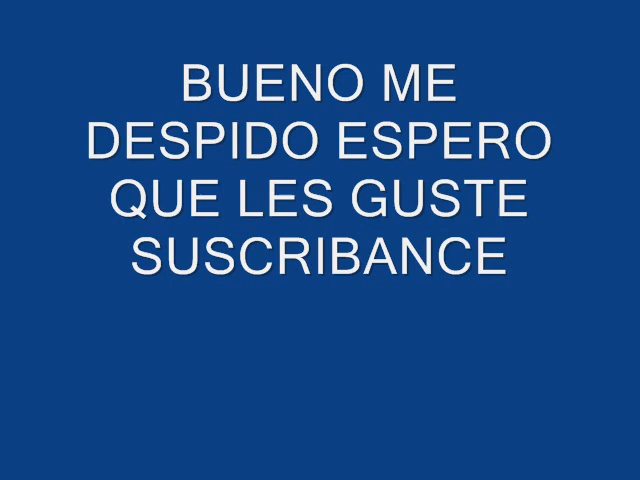 BUENO ME
DESPIDO ESPERO
QUE LES GUSTE
SUSCRIBANCE